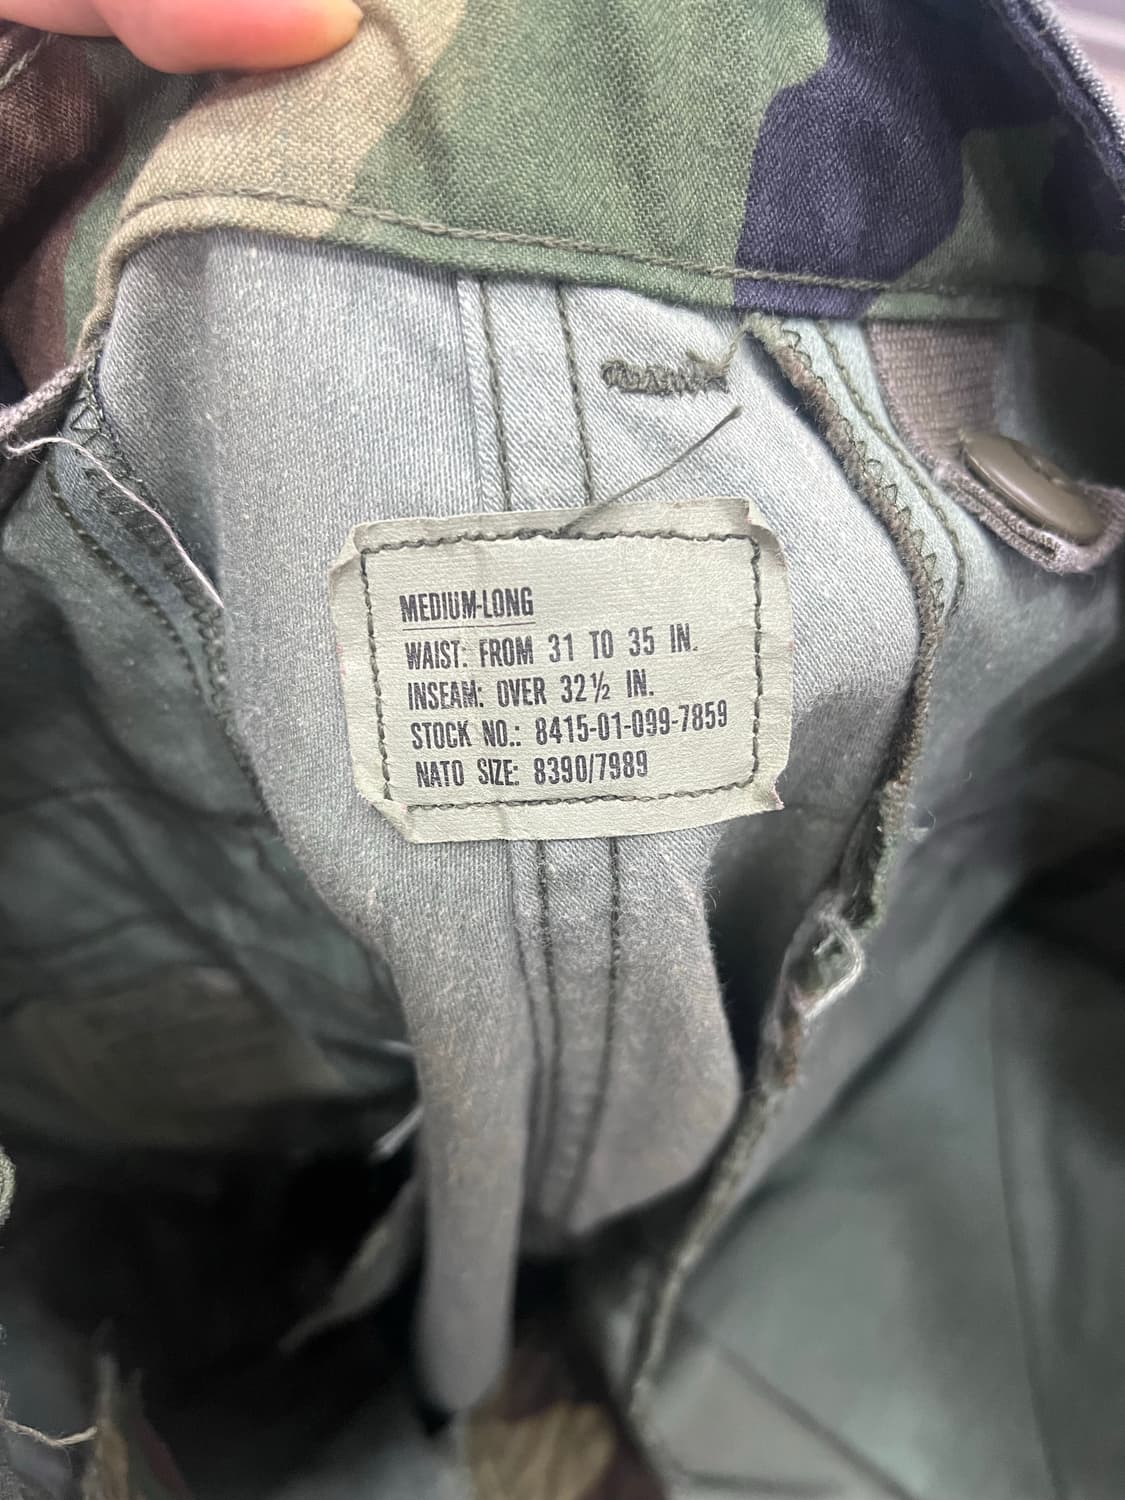 MEDIUM-LONG
WAIST: FROM 31 TO 35 IN.
INSEAM: OVER 32½ IN.
STOCK NO.: 8415-01-099-7859
NATO SIZE: 8390/7989